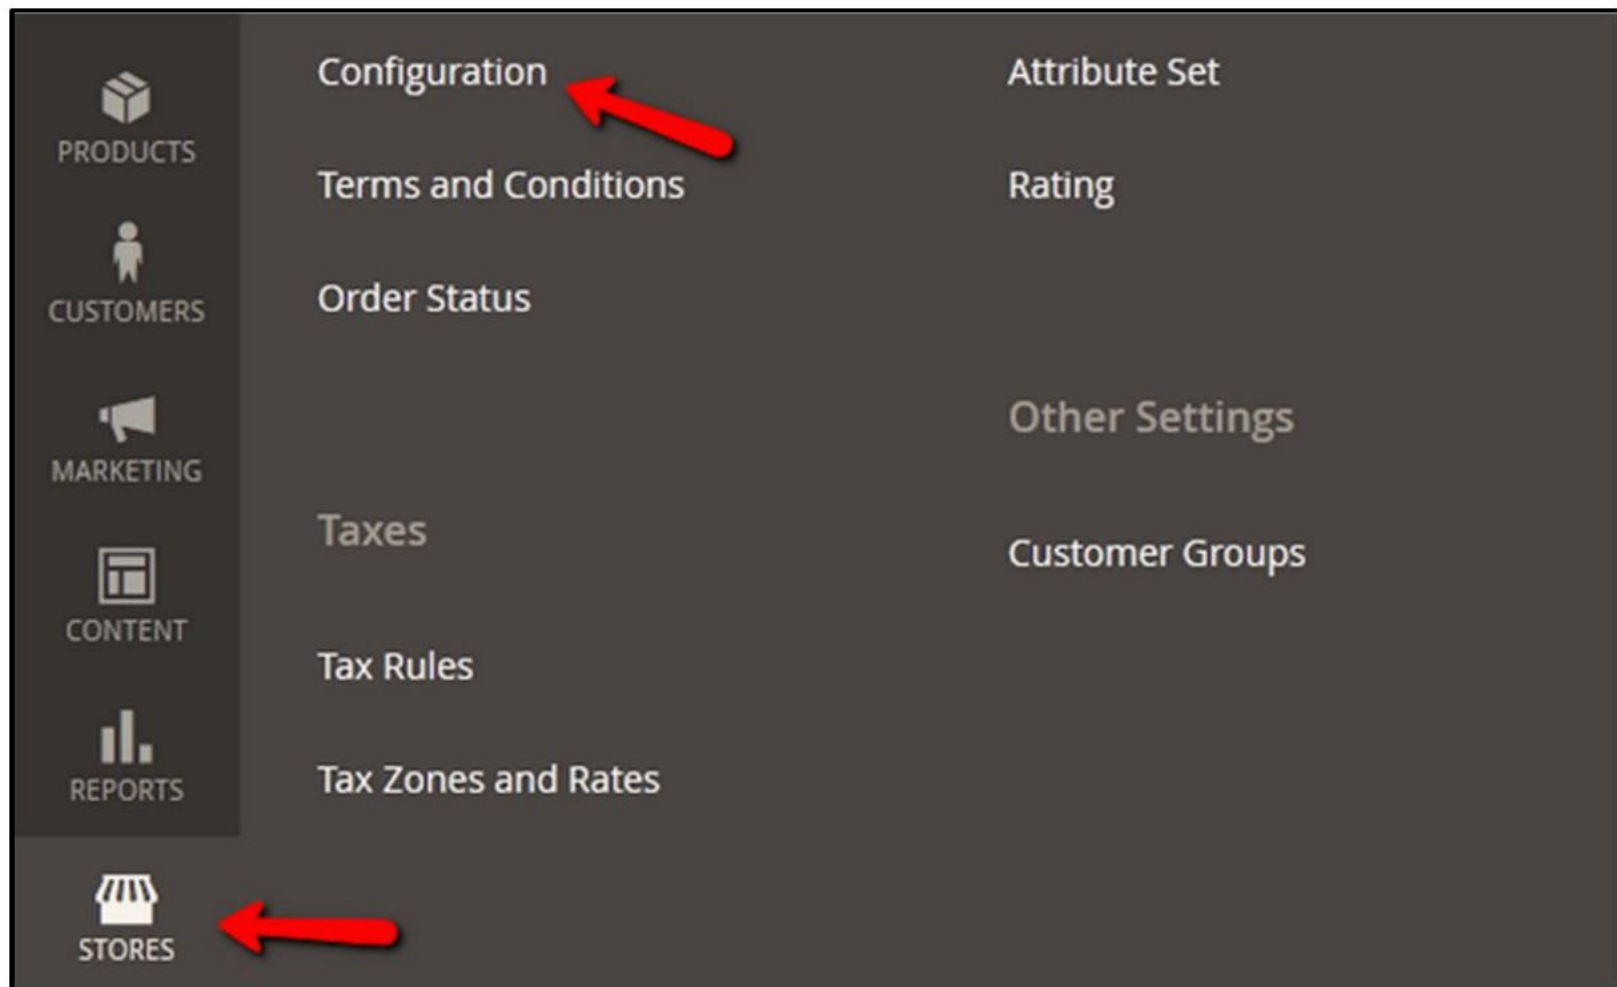 PRODUCTS
CUSTOMERS
MARKETING
CONTENT
REPORTS
STORES
Configuration
Terms and Conditions
Order Status
Taxes
Tax Rules
Tax Zones and Rates
Attribute Set
Rating
Other Settings
Customer Groups